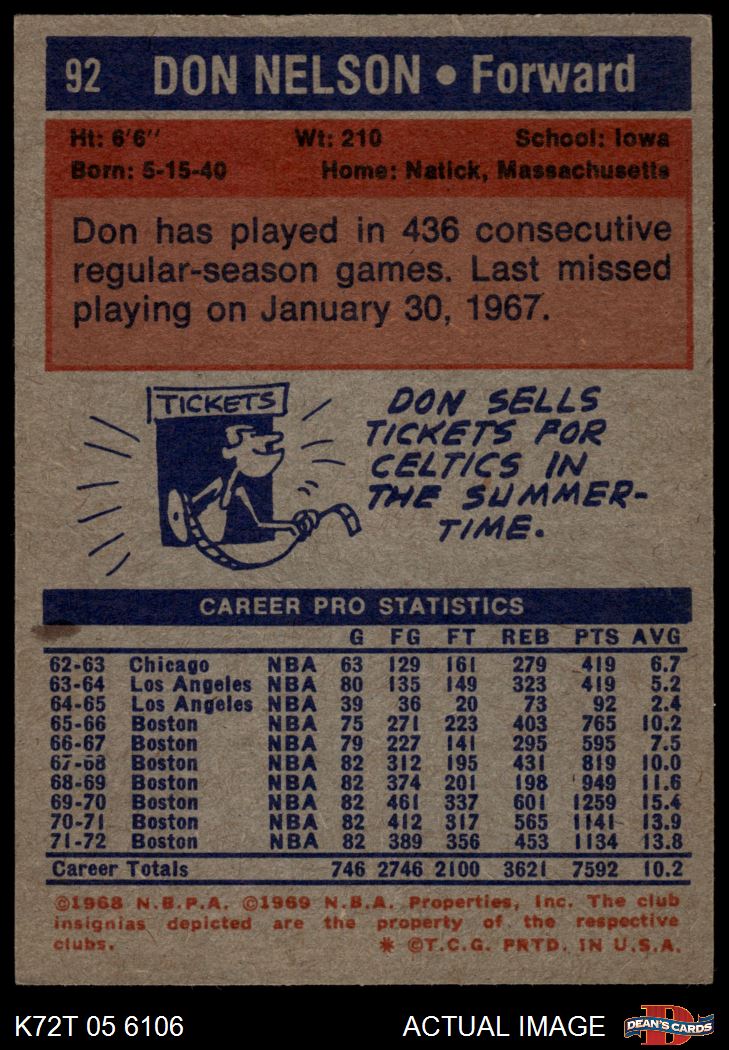 92 DON NELSON • Forward
Ht: 6'6'' Wt: 210 School: Iowa
Born: 5-15-40 Home: Natick, Massachusetts
Don has played in 436 consecutive
regular-season games. Last missed
playing on January 30, 1967.
TICKETS
DON SELLS
TICKETS FOR
CELTICS IN
THE SUMMER-
TIME.
CAREER PRO STATISTICS
G FG FT REB PTS AVG
62-63 Chicago NBA 63 129 161 279 419 6.7
63-64 Los Angeles NBA 80 135 149 323 419 5.2
64-65 Los Angeles NBA 39 36 20 73 92 2.4
65-66 Boston NBA 75 271 223 403 765 10.2
66-67 Boston NBA 79 227 141 295 595 7.5
67-68 Boston NBA 82 312 195 431 819 10.0
68-69 Boston NBA 82 374 201 198 949 11.6
69-70 Boston NBA 82 461 337 601 1259 15.4
70-71 Boston NBA 82 412 317 565 1141 13.9
71-72 Boston NBA 82 389 356 453 1134 13.8
Career Totals 746 2746 2100 3621 7592 10.2
©1968 N.B.P.A. ©1969 N.B.A. Properties, Inc. The club
insignias depicted are the property of the respective
clubs. * ©T.C.G. PRTD. IN U.S.A.
K72T 05 6106 ACTUAL IMAGE D DEAN'S CARDS